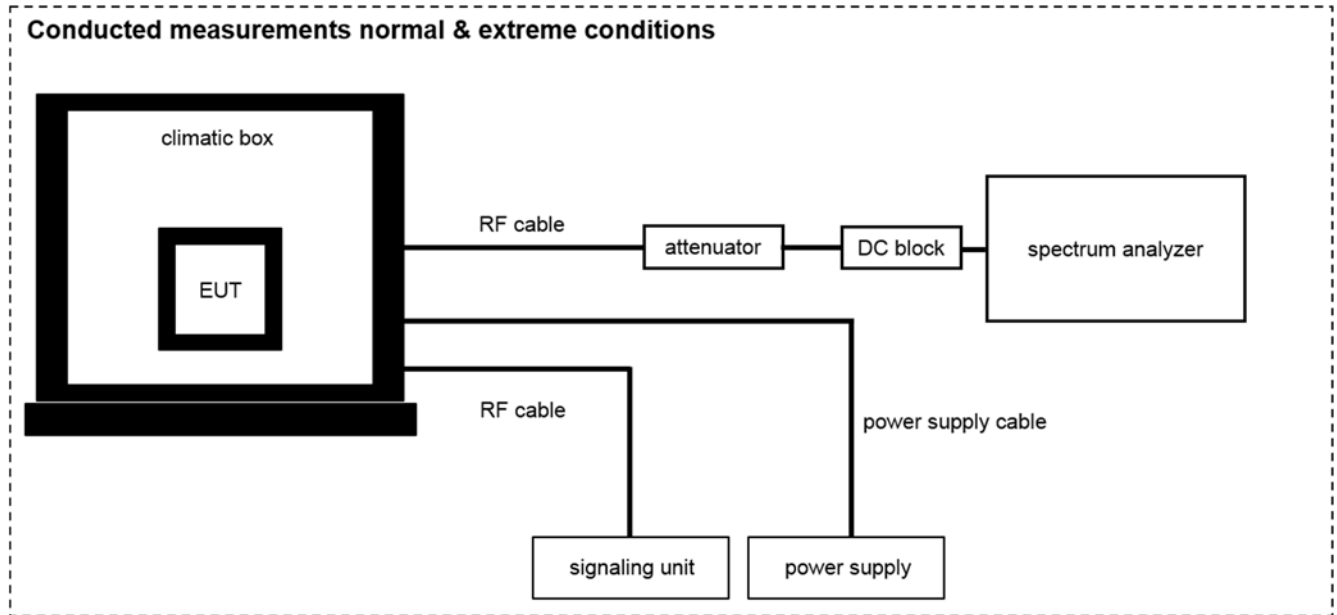 Conducted measurements normal & extreme conditions
climatic box
EUT
RF cable
attenuator
DC block
spectrum analyzer
RF cable
power supply cable
signaling unit
power supply